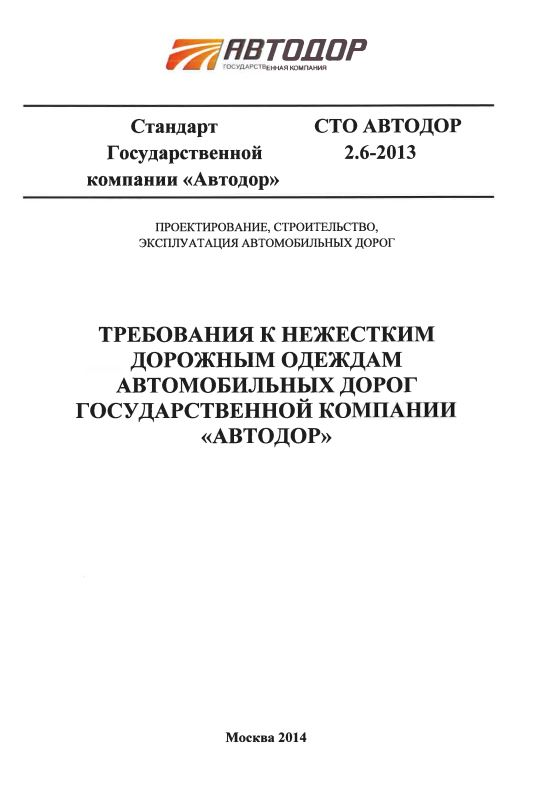 АВТОДОР
ГОСУДАРСТВЕННАЯ КОМПАНИЯ
Стандарт
Государственной
компании «Автодор»
СТО АВТОДОР
2.6-2013
ПРОЕКТИРОВАНИЕ, СТРОИТЕЛЬСТВО,
ЭКСПЛУАТАЦИЯ АВТОМОБИЛЬНЫХ ДОРОГ
ТРЕБОВАНИЯ К НЕЖЕСТКИМ
ДОРОЖНЫМ ОДЕЖДАМ
АВТОМОБИЛЬНЫХ ДОРОГ
ГОСУДАРСТВЕННОЙ КОМПАНИИ
«АВТОДОР»
Москва 2014